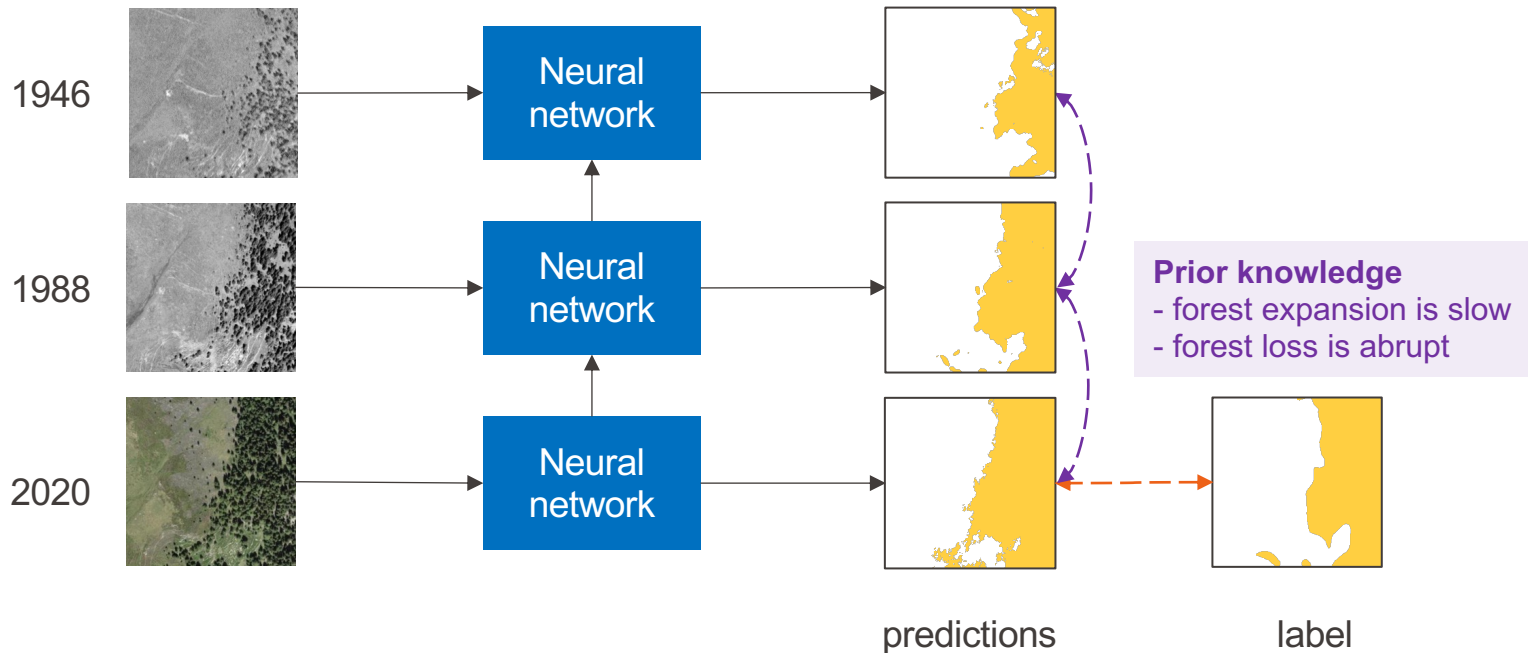 1946
Neural
network
1988
Neural
network
Prior knowledge
- forest expansion is slow
- forest loss is abrupt
2020
Neural
network
predictions
label